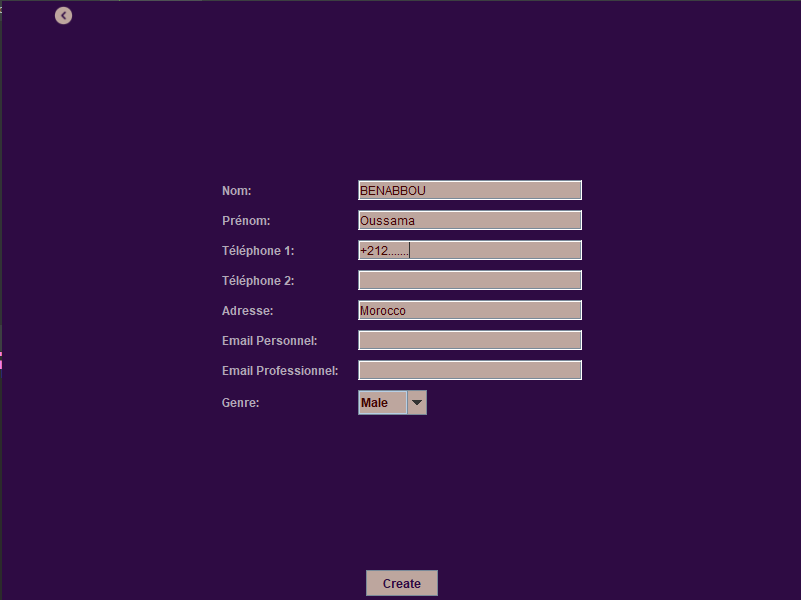 Nom: BENABBOU
Prénom: Oussama
Téléphone 1: +212.......
Téléphone 2:
Adresse: Morocco
Email Personnel:
Email Professionnel:
Genre: Male
Create